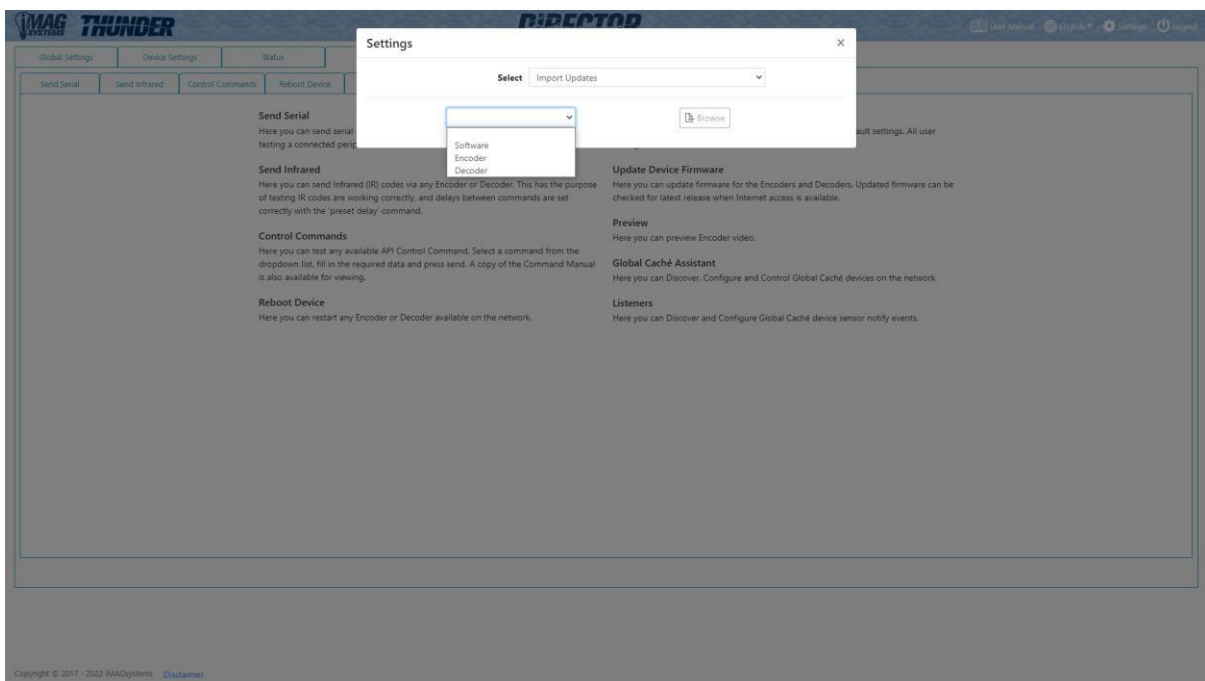 iMAG SYSTEMS THUNDER
DIRECTOR
User Manual English Settings Logout
Global Settings Device Settings Status
Send Serial Send Infrared Control Commands Reboot Device
Settings ×
Select Import Updates
Browse
Software
Encoder
Decoder
Send Serial
Here you can send serial
testing a connected perip
ault settings. All user
Send Infrared
Here you can send Infrared (IR) codes via any Encoder or Decoder. This has the purpose
of testing IR codes are working correctly, and delays between commands are set
correctly with the 'preset delay' command.
Control Commands
Here you can test any available API Control Command. Select a command from the
dropdown list, fill in the required data and press send. A copy of the Command Manual
is also available for viewing.
Reboot Device
Here you can restart any Encoder or Decoder available on the network.
Update Device Firmware
Here you can update firmware for the Encoders and Decoders. Updated firmware can be
checked for latest release when Internet access is available.
Preview
Here you can preview Encoder video.
Global Caché Assistant
Here you can Discover, Configure and Control Global Caché devices on the network.
Listeners
Here you can Discover and Configure Global Caché device sensor notify events.
Copyright © 2017 - 2022 iMAGsystems Disclaimer